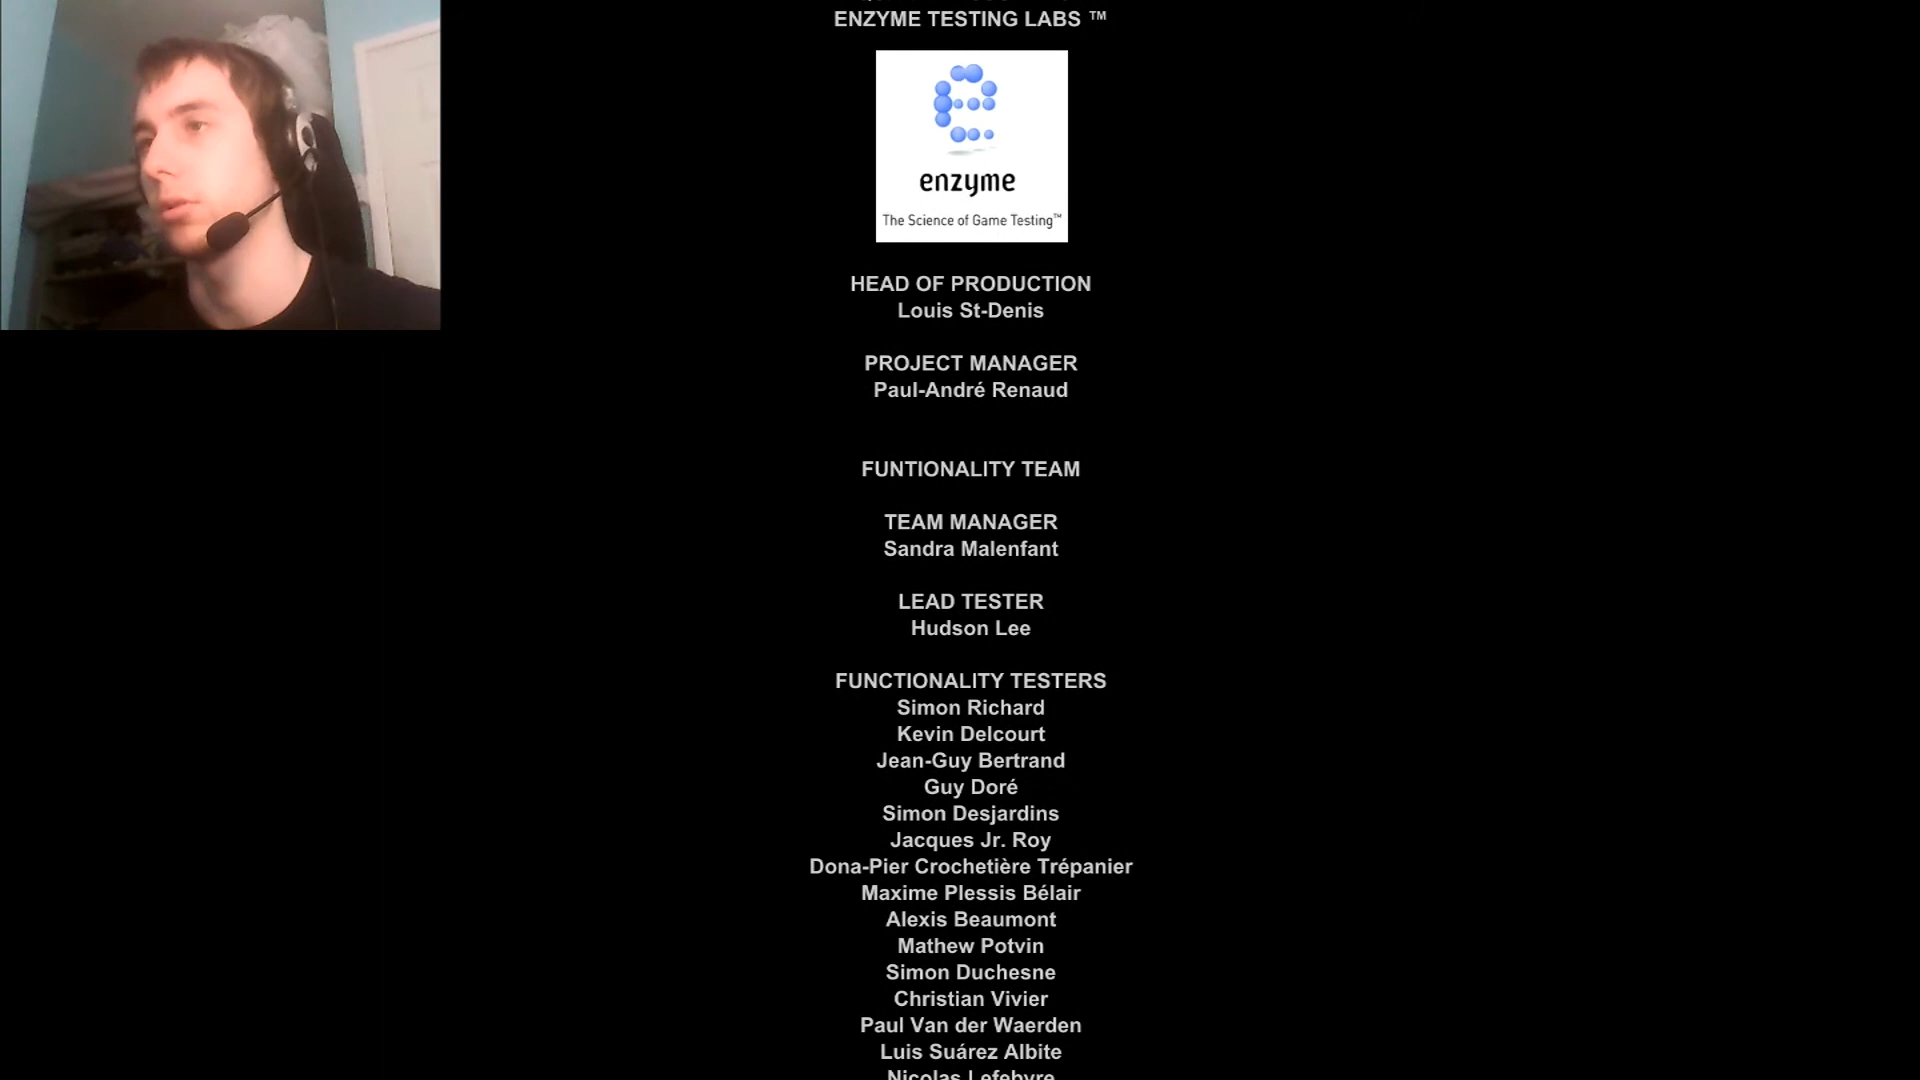 ENZYME TESTING LABS ™
enzyme
The Science of Game Testing™
HEAD OF PRODUCTION
Louis St-Denis
PROJECT MANAGER
Paul-André Renaud
FUNTIONALITY TEAM
TEAM MANAGER
Sandra Malenfant
LEAD TESTER
Hudson Lee
FUNCTIONALITY TESTERS
Simon Richard
Kevin Delcourt
Jean-Guy Bertrand
Guy Doré
Simon Desjardins
Jacques Jr. Roy
Dona-Pier Crochetière Trépanier
Maxime Plessis Bélair
Alexis Beaumont
Mathew Potvin
Simon Duchesne
Christian Vivier
Paul Van der Waerden
Luis Suárez Albite
Nicolas Lefebvre